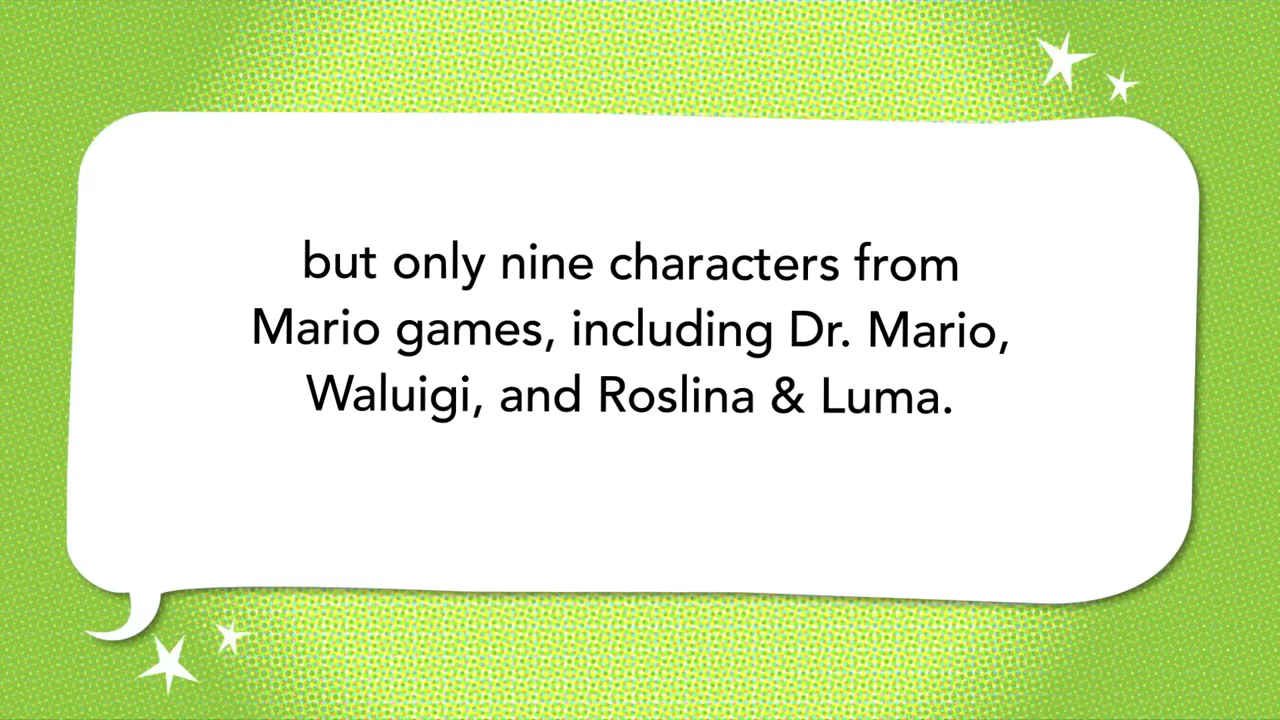 but only nine characters from
Mario games, including Dr. Mario,
Waluigi, and Roslina & Luma.